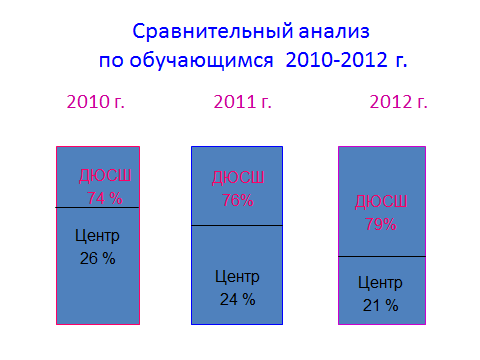 Сравнительный анализ
по обучающимся 2010-2012 г.
2010 г.
2011 г.
2012 г.
ДЮСШ
74 %
Центр
26 %
ДЮСШ
76%
Центр
24 %
ДЮСШ
79%
Центр
21 %